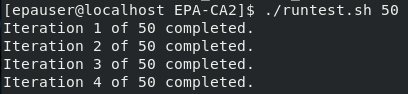 [epauser@localhost EPA-CA2]$ ./runtest.sh 50
Iteration 1 of 50 completed.
Iteration 2 of 50 completed.
Iteration 3 of 50 completed.
Iteration 4 of 50 completed.